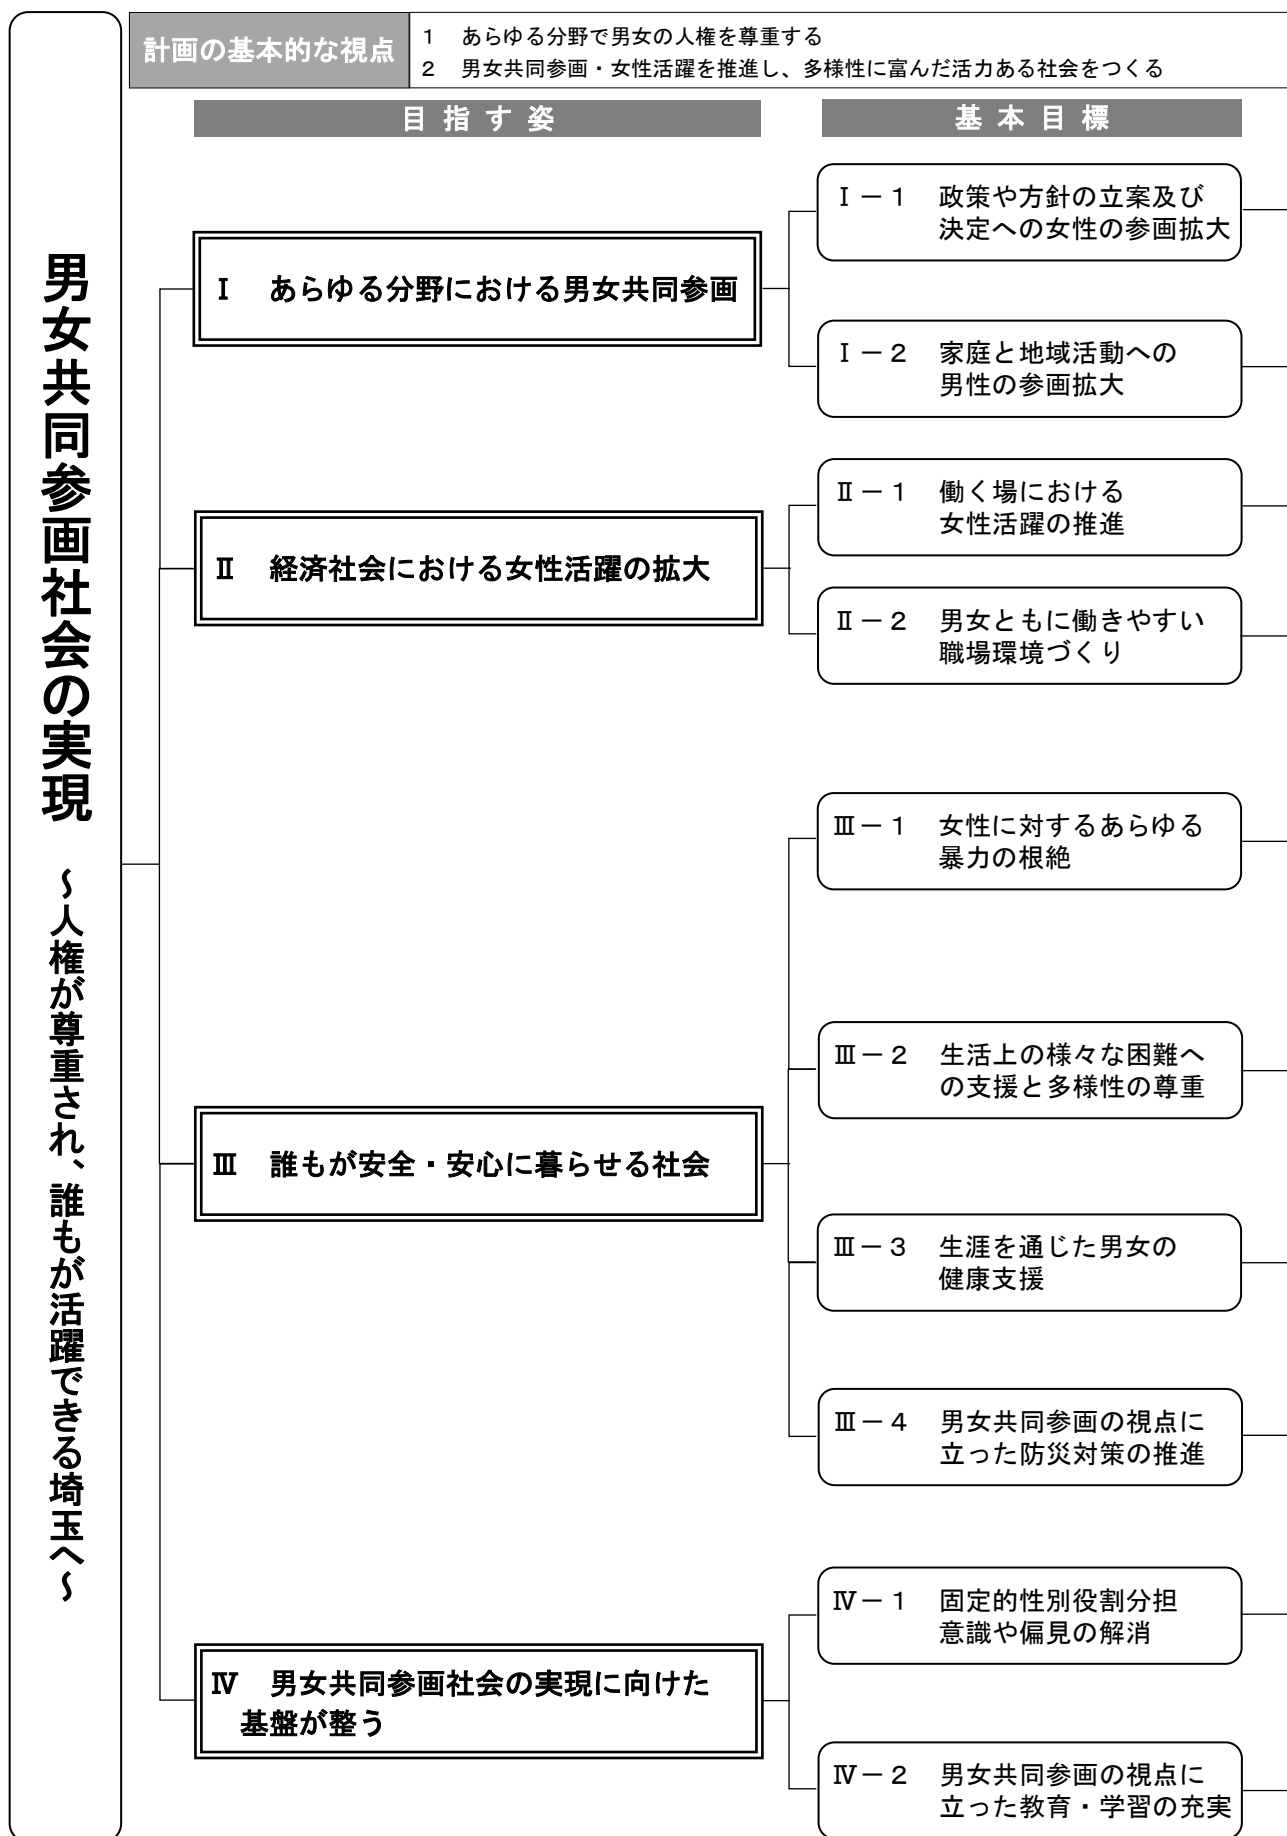 計画の基本的な視点
1 あらゆる分野で男女の人権を尊重する
2 男女共同参画・女性活躍を推進し、多様性に富んだ活力ある社会をつくる
目指す姿
基本目標
男女共同参画社会の実現 ～人権が尊重され、誰もが活躍できる埼玉へ～
Ⅰ あらゆる分野における男女共同参画
Ⅰ－１ 政策や方針の立案及び
決定への女性の参画拡大
Ⅰ－２ 家庭と地域活動への
男性の参画拡大
Ⅱ 経済社会における女性活躍の拡大
Ⅱ－１ 働く場における
女性活躍の推進
Ⅱ－２ 男女ともに働きやすい
職場環境づくり
Ⅲ 誰もが安全・安心に暮らせる社会
Ⅲ－１ 女性に対するあらゆる
暴力の根絶
Ⅲ－２ 生活上の様々な困難へ
の支援と多様性の尊重
Ⅲ－３ 生涯を通じた男女の
健康支援
Ⅲ－４ 男女共同参画の視点に
立った防災対策の推進
Ⅳ 男女共同参画社会の実現に向けた
基盤が整う
Ⅳ－１ 固定的性別役割分担
意識や偏見の解消
Ⅳ－２ 男女共同参画の視点に
立った教育・学習の充実